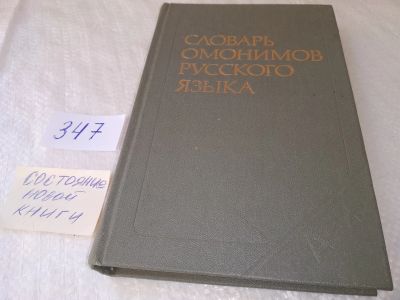 СЛОВАРЬ
ОМОНИМОВ
РУССКОГО
ЯЗЫКА
347
СОСТОЯНИЕ
НОВОЙ
КНИГИ